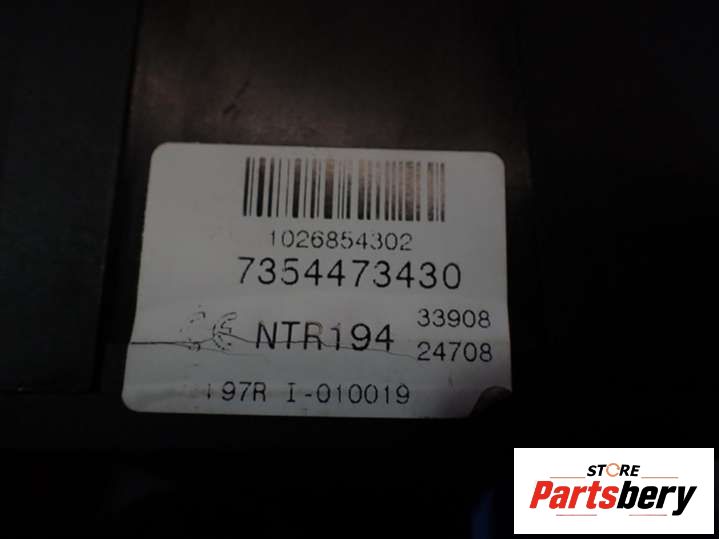 1026854302
7354473430
NTR194
33908
24708
97R I-010019
STORE
Partsbery